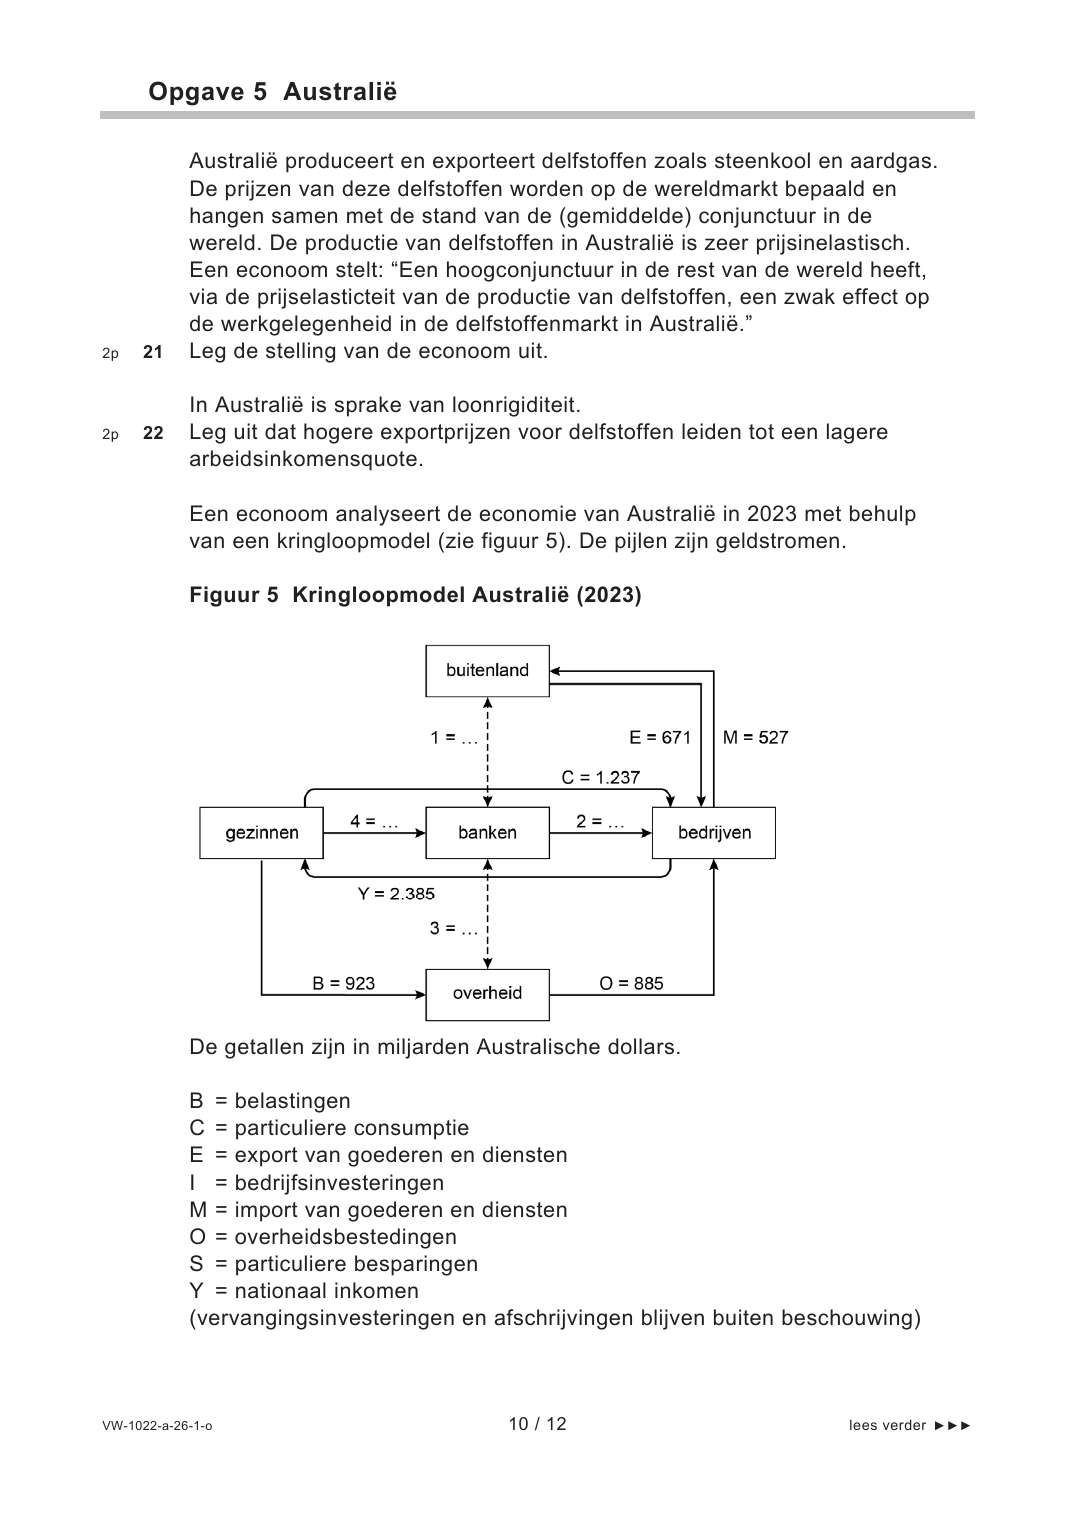 Opgave 5  Australië
Australië produceert en exporteert delfstoffen zoals steenkool en aardgas.
De prijzen van deze delfstoffen worden op de wereldmarkt bepaald en
hangen samen met de stand van de (gemiddelde) conjunctuur in de
wereld. De productie van delfstoffen in Australië is zeer prijsinelastisch.
Een econoom stelt: “Een hoogconjunctuur in de rest van de wereld heeft,
via de prijselasticteit van de productie van delfstoffen, een zwak effect op
de werkgelegenheid in de delfstoffenmarkt in Australië.”
2p 21 Leg de stelling van de econoom uit.
In Australië is sprake van loonrigiditeit.
2p 22 Leg uit dat hogere exportprijzen voor delfstoffen leiden tot een lagere
arbeidsinkomensquote.
Een econoom analyseert de economie van Australië in 2023 met behulp
van een kringloopmodel (zie figuur 5). De pijlen zijn geldstromen.
Figuur 5  Kringloopmodel Australië (2023)
buitenland
1 = …
E = 671
M = 527
C = 1.237
gezinnen
4 = …
banken
2 = …
bedrijven
Y = 2.385
3 = …
B = 923
overheid
O = 885
De getallen zijn in miljarden Australische dollars.
B = belastingen
C = particuliere consumptie
E = export van goederen en diensten
I = bedrijfsinvesteringen
M = import van goederen en diensten
O = overheidsbestedingen
S = particuliere besparingen
Y = nationaal inkomen
(vervangingsinvesteringen en afschrijvingen blijven buiten beschouwing)
VW-1022-a-26-1-o
10 / 12
lees verder ►►►